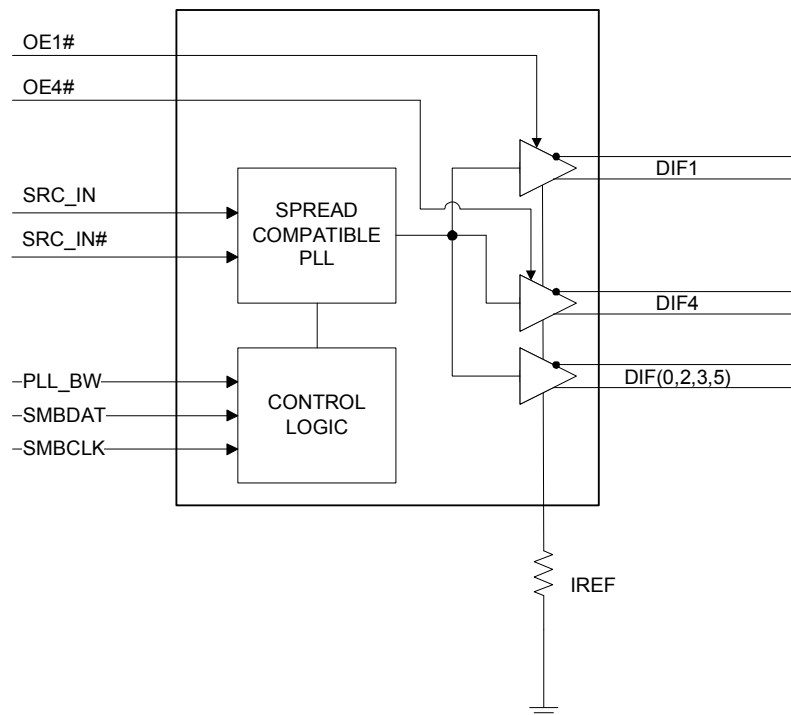 OE1#
OE4#
DIF1
SRC_IN
SPREAD
COMPATIBLE
PLL
SRC_IN#
DIF4
PLL_BW
SMBDAT
SMBCLK
CONTROL
LOGIC
DIF(0,2,3,5)
IREF